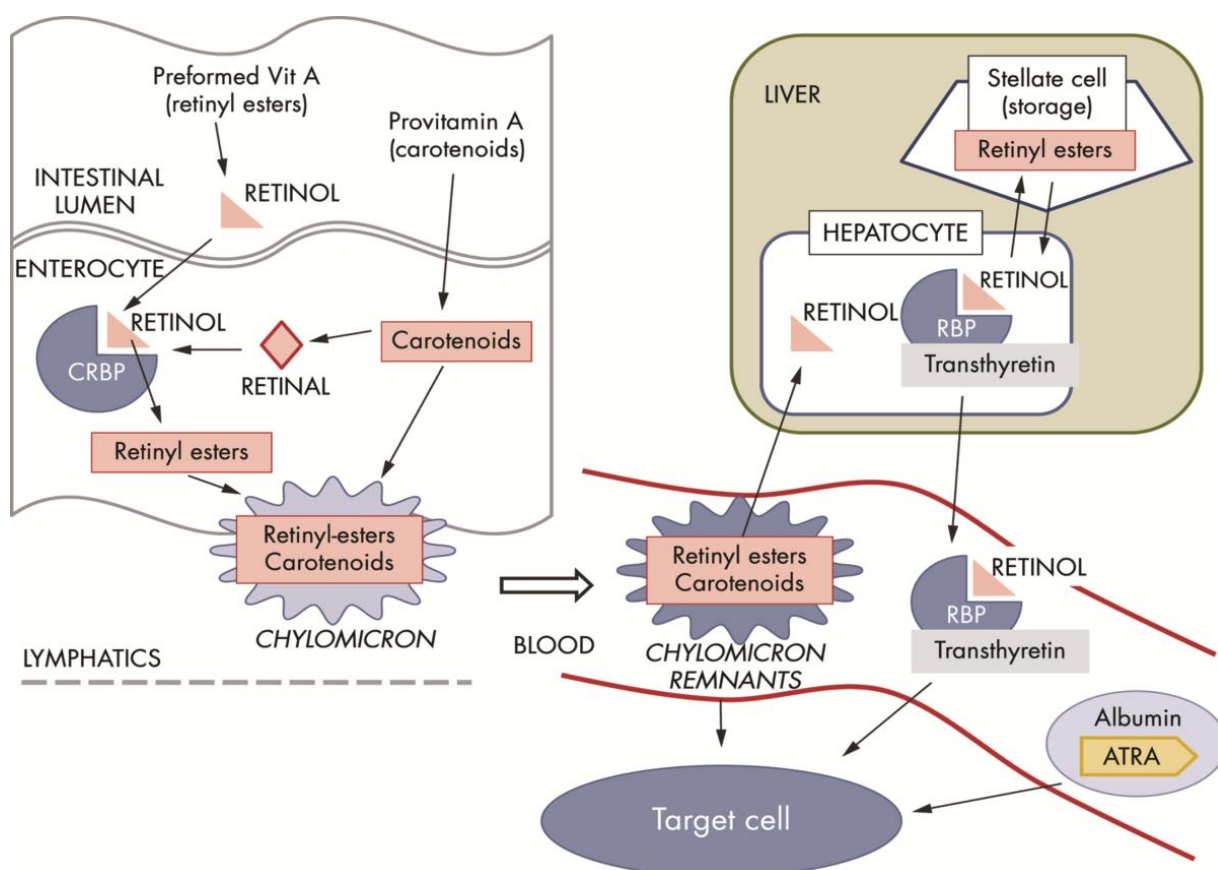 Preformed Vit A
(retinyl esters)
Provitamin A
(carotenoids)
INTESTINAL
LUMEN
RETINOL
ENTEROCYTE
RETINOL
CRBP
RETINAL
Carotenoids
Retinyl esters
Retinyl-esters
Carotenoids
CHYLOMICRON
LYMPHATICS
LIVER
Stellate cell
(storage)
Retinyl esters
HEPATOCYTE
RETINOL
RETINOL
RBP
Transthyretin
BLOOD
Retinyl esters
Carotenoids
CHYLOMICRON
REMNANTS
RETINOL
RBP
Transthyretin
Albumin
ATRA
Target cell